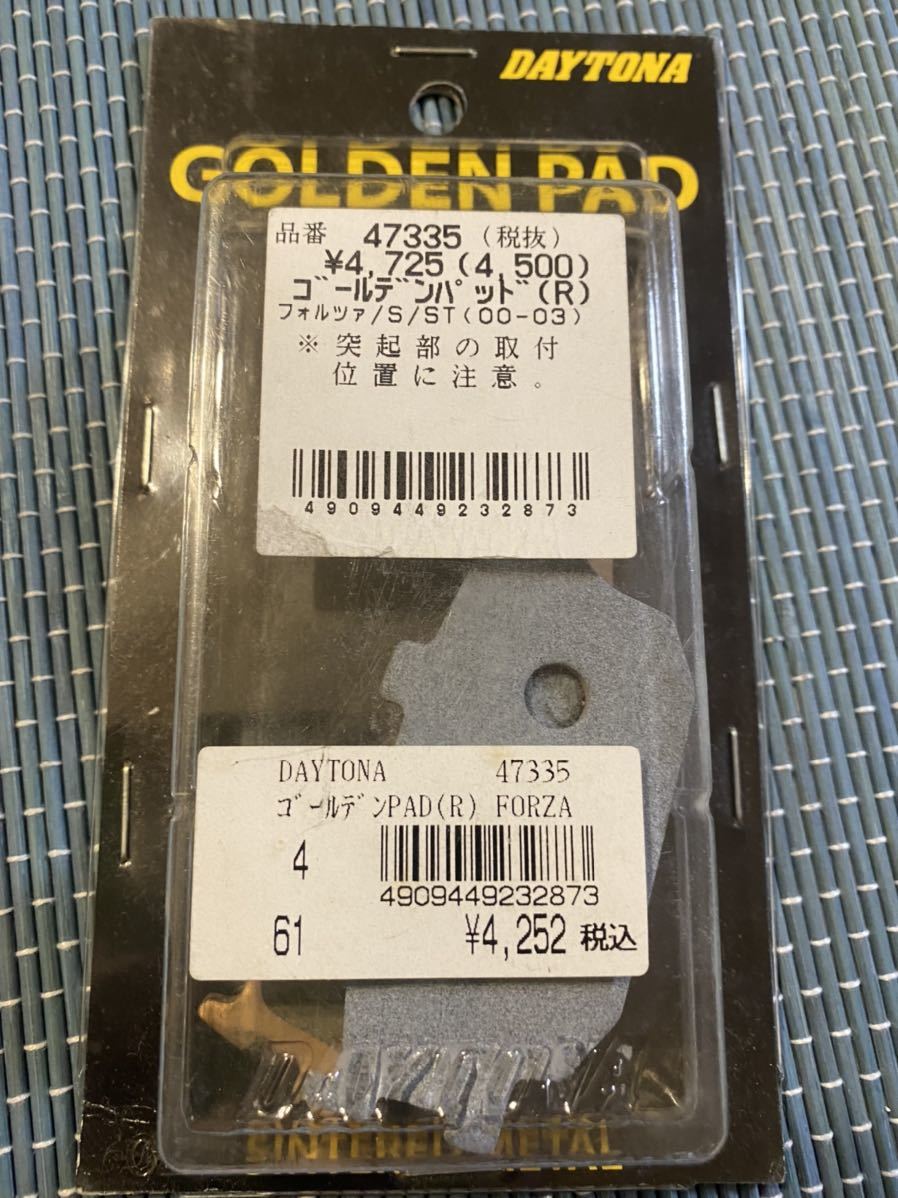 DAYTONA
GOLDEN PAD
品番 47335 (税抜)
¥4,725(4,500)
ゴールデンパッド(R)
フォルツァ/S/ST(00-03)
※突起部の取付
位置に注意。
4909449232873
DAYTONA 47335
ゴールデンPAD(R) FORZA
4
4909449232873
61 ¥4,252 税込
SINTERED METAL